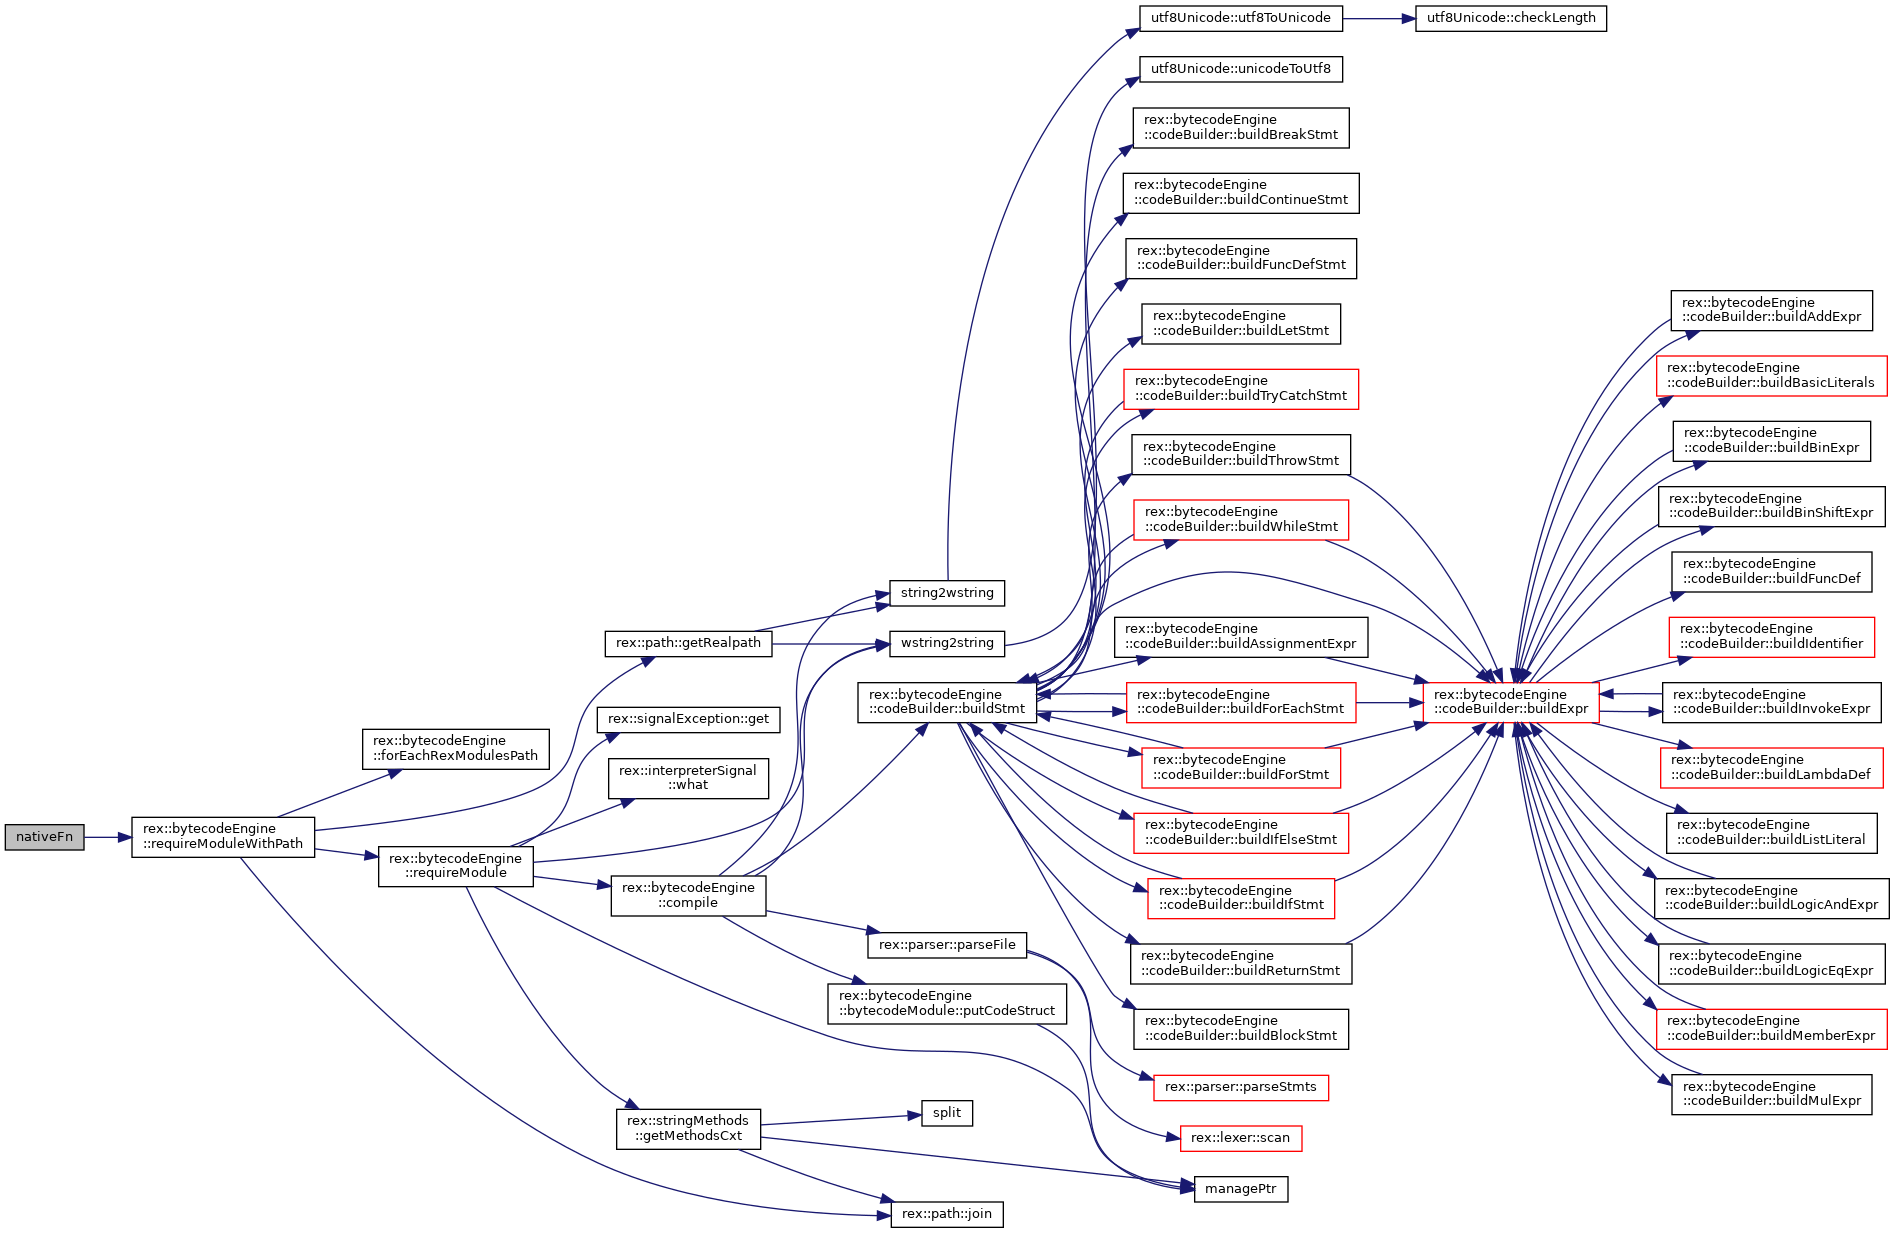 nativeFn
rex::bytecodeEngine
::requireModuleWithPath
rex::bytecodeEngine
::forEachRexModulesPath
rex::bytecodeEngine
::requireModule
rex::path::getRealpath
rex::signalException::get
rex::interpreterSignal
::what
rex::bytecodeEngine
::compile
rex::stringMethods
::getMethodsCxt
string2wstring
wstring2string
rex::bytecodeEngine
::codeBuilder::buildStmt
rex::parser::parseFile
rex::bytecodeEngine
::bytecodeModule::putCodeStruct
split
rex::path::join
utf8Unicode::utf8ToUnicode
utf8Unicode::unicodeToUtf8
rex::bytecodeEngine
::codeBuilder::buildBreakStmt
rex::bytecodeEngine
::codeBuilder::buildContinueStmt
rex::bytecodeEngine
::codeBuilder::buildFuncDefStmt
rex::bytecodeEngine
::codeBuilder::buildLetStmt
rex::bytecodeEngine
::codeBuilder::buildTryCatchStmt
rex::bytecodeEngine
::codeBuilder::buildThrowStmt
rex::bytecodeEngine
::codeBuilder::buildWhileStmt
rex::bytecodeEngine
::codeBuilder::buildAssignmentExpr
rex::bytecodeEngine
::codeBuilder::buildForEachStmt
rex::bytecodeEngine
::codeBuilder::buildForStmt
rex::bytecodeEngine
::codeBuilder::buildIfElseStmt
rex::bytecodeEngine
::codeBuilder::buildIfStmt
rex::bytecodeEngine
::codeBuilder::buildReturnStmt
rex::bytecodeEngine
::codeBuilder::buildBlockStmt
rex::parser::parseStmts
rex::lexer::scan
managePtr
utf8Unicode::checkLength
rex::bytecodeEngine
::codeBuilder::buildExpr
rex::bytecodeEngine
::codeBuilder::buildAddExpr
rex::bytecodeEngine
::codeBuilder::buildBasicLiterals
rex::bytecodeEngine
::codeBuilder::buildBinExpr
rex::bytecodeEngine
::codeBuilder::buildBinShiftExpr
rex::bytecodeEngine
::codeBuilder::buildFuncDef
rex::bytecodeEngine
::codeBuilder::buildIdentifier
rex::bytecodeEngine
::codeBuilder::buildInvokeExpr
rex::bytecodeEngine
::codeBuilder::buildLambdaDef
rex::bytecodeEngine
::codeBuilder::buildListLiteral
rex::bytecodeEngine
::codeBuilder::buildLogicAndExpr
rex::bytecodeEngine
::codeBuilder::buildLogicEqExpr
rex::bytecodeEngine
::codeBuilder::buildMemberExpr
rex::bytecodeEngine
::codeBuilder::buildMulExpr